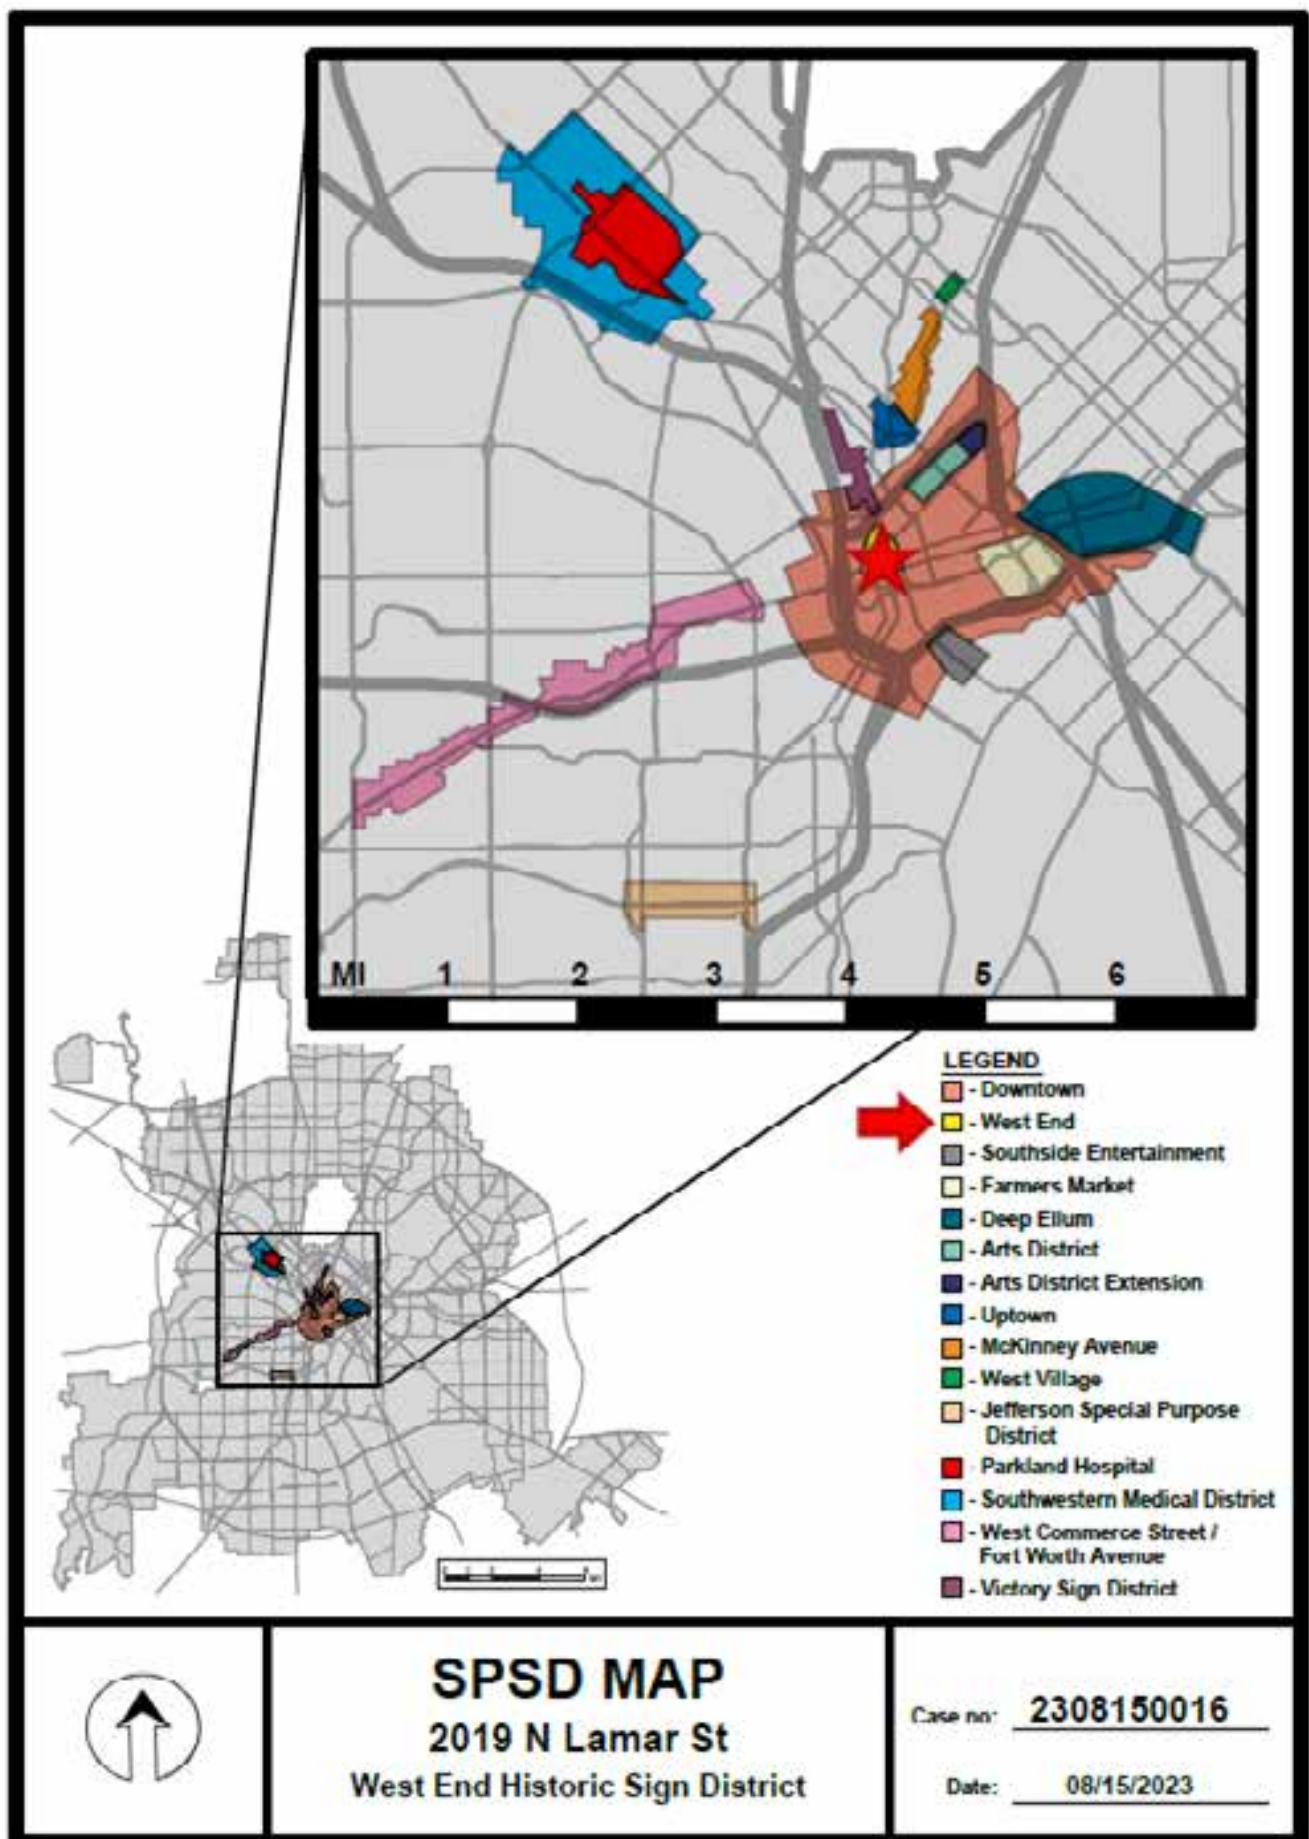 MI 1 2 3 4 5 6
LEGEND
- Downtown
- West End
- Southside Entertainment
- Farmers Market
- Deep Ellum
- Arts District
- Arts District Extension
- Uptown
- McKinney Avenue
- West Village
- Jefferson Special Purpose
District
Parkland Hospital
- Southwestern Medical District
- West Commerce Street /
Fort Worth Avenue
- Victory Sign District
SPSD MAP
2019 N Lamar St
West End Historic Sign District
Case no: 2308150016
Date: 08/15/2023